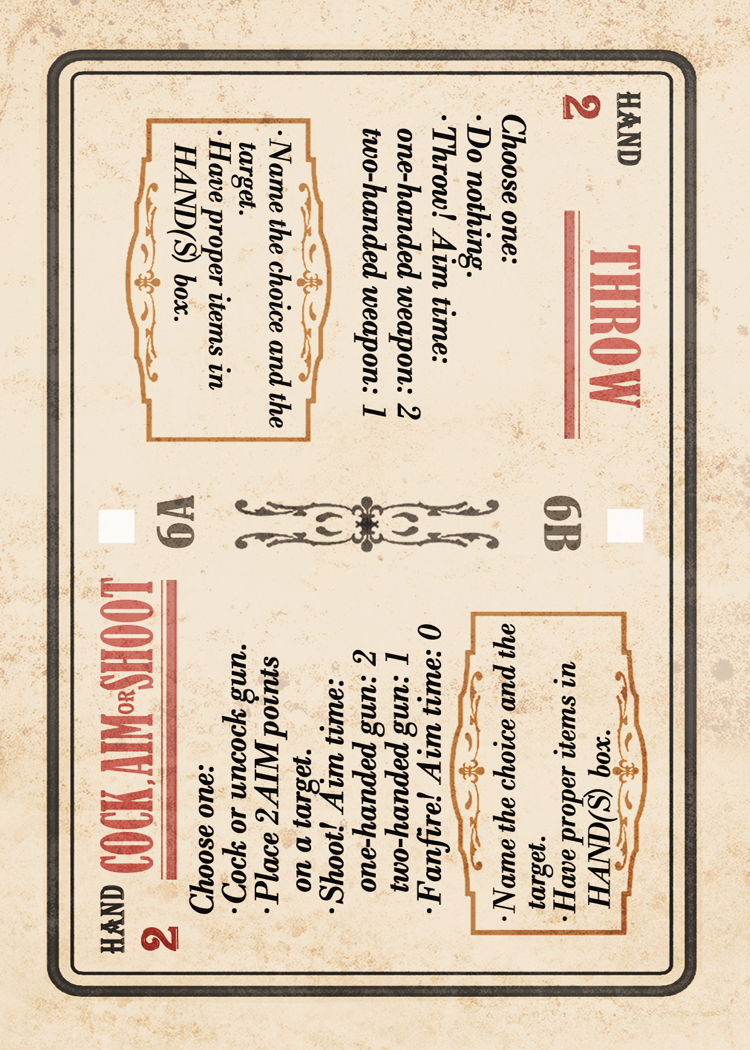 HAND
2
THROW
Choose one:
·Do nothing.
·Throw! Aim time:
one-handed weapon: 2
two-handed weapon: 1
·Name the choice and the
target.
·Have proper items in
HAND(S) box.
6B
6A
HAND
2
COCK, AIM OR SHOOT
Choose one:
·Cock or uncock gun.
·Place 2 AIM points
on a target.
·Shoot! Aim time:
one-handed gun: 2
two-handed gun: 1
·Fanfire! Aim time: 0
·Name the choice and the
target.
·Have proper items in
HAND(S) box.